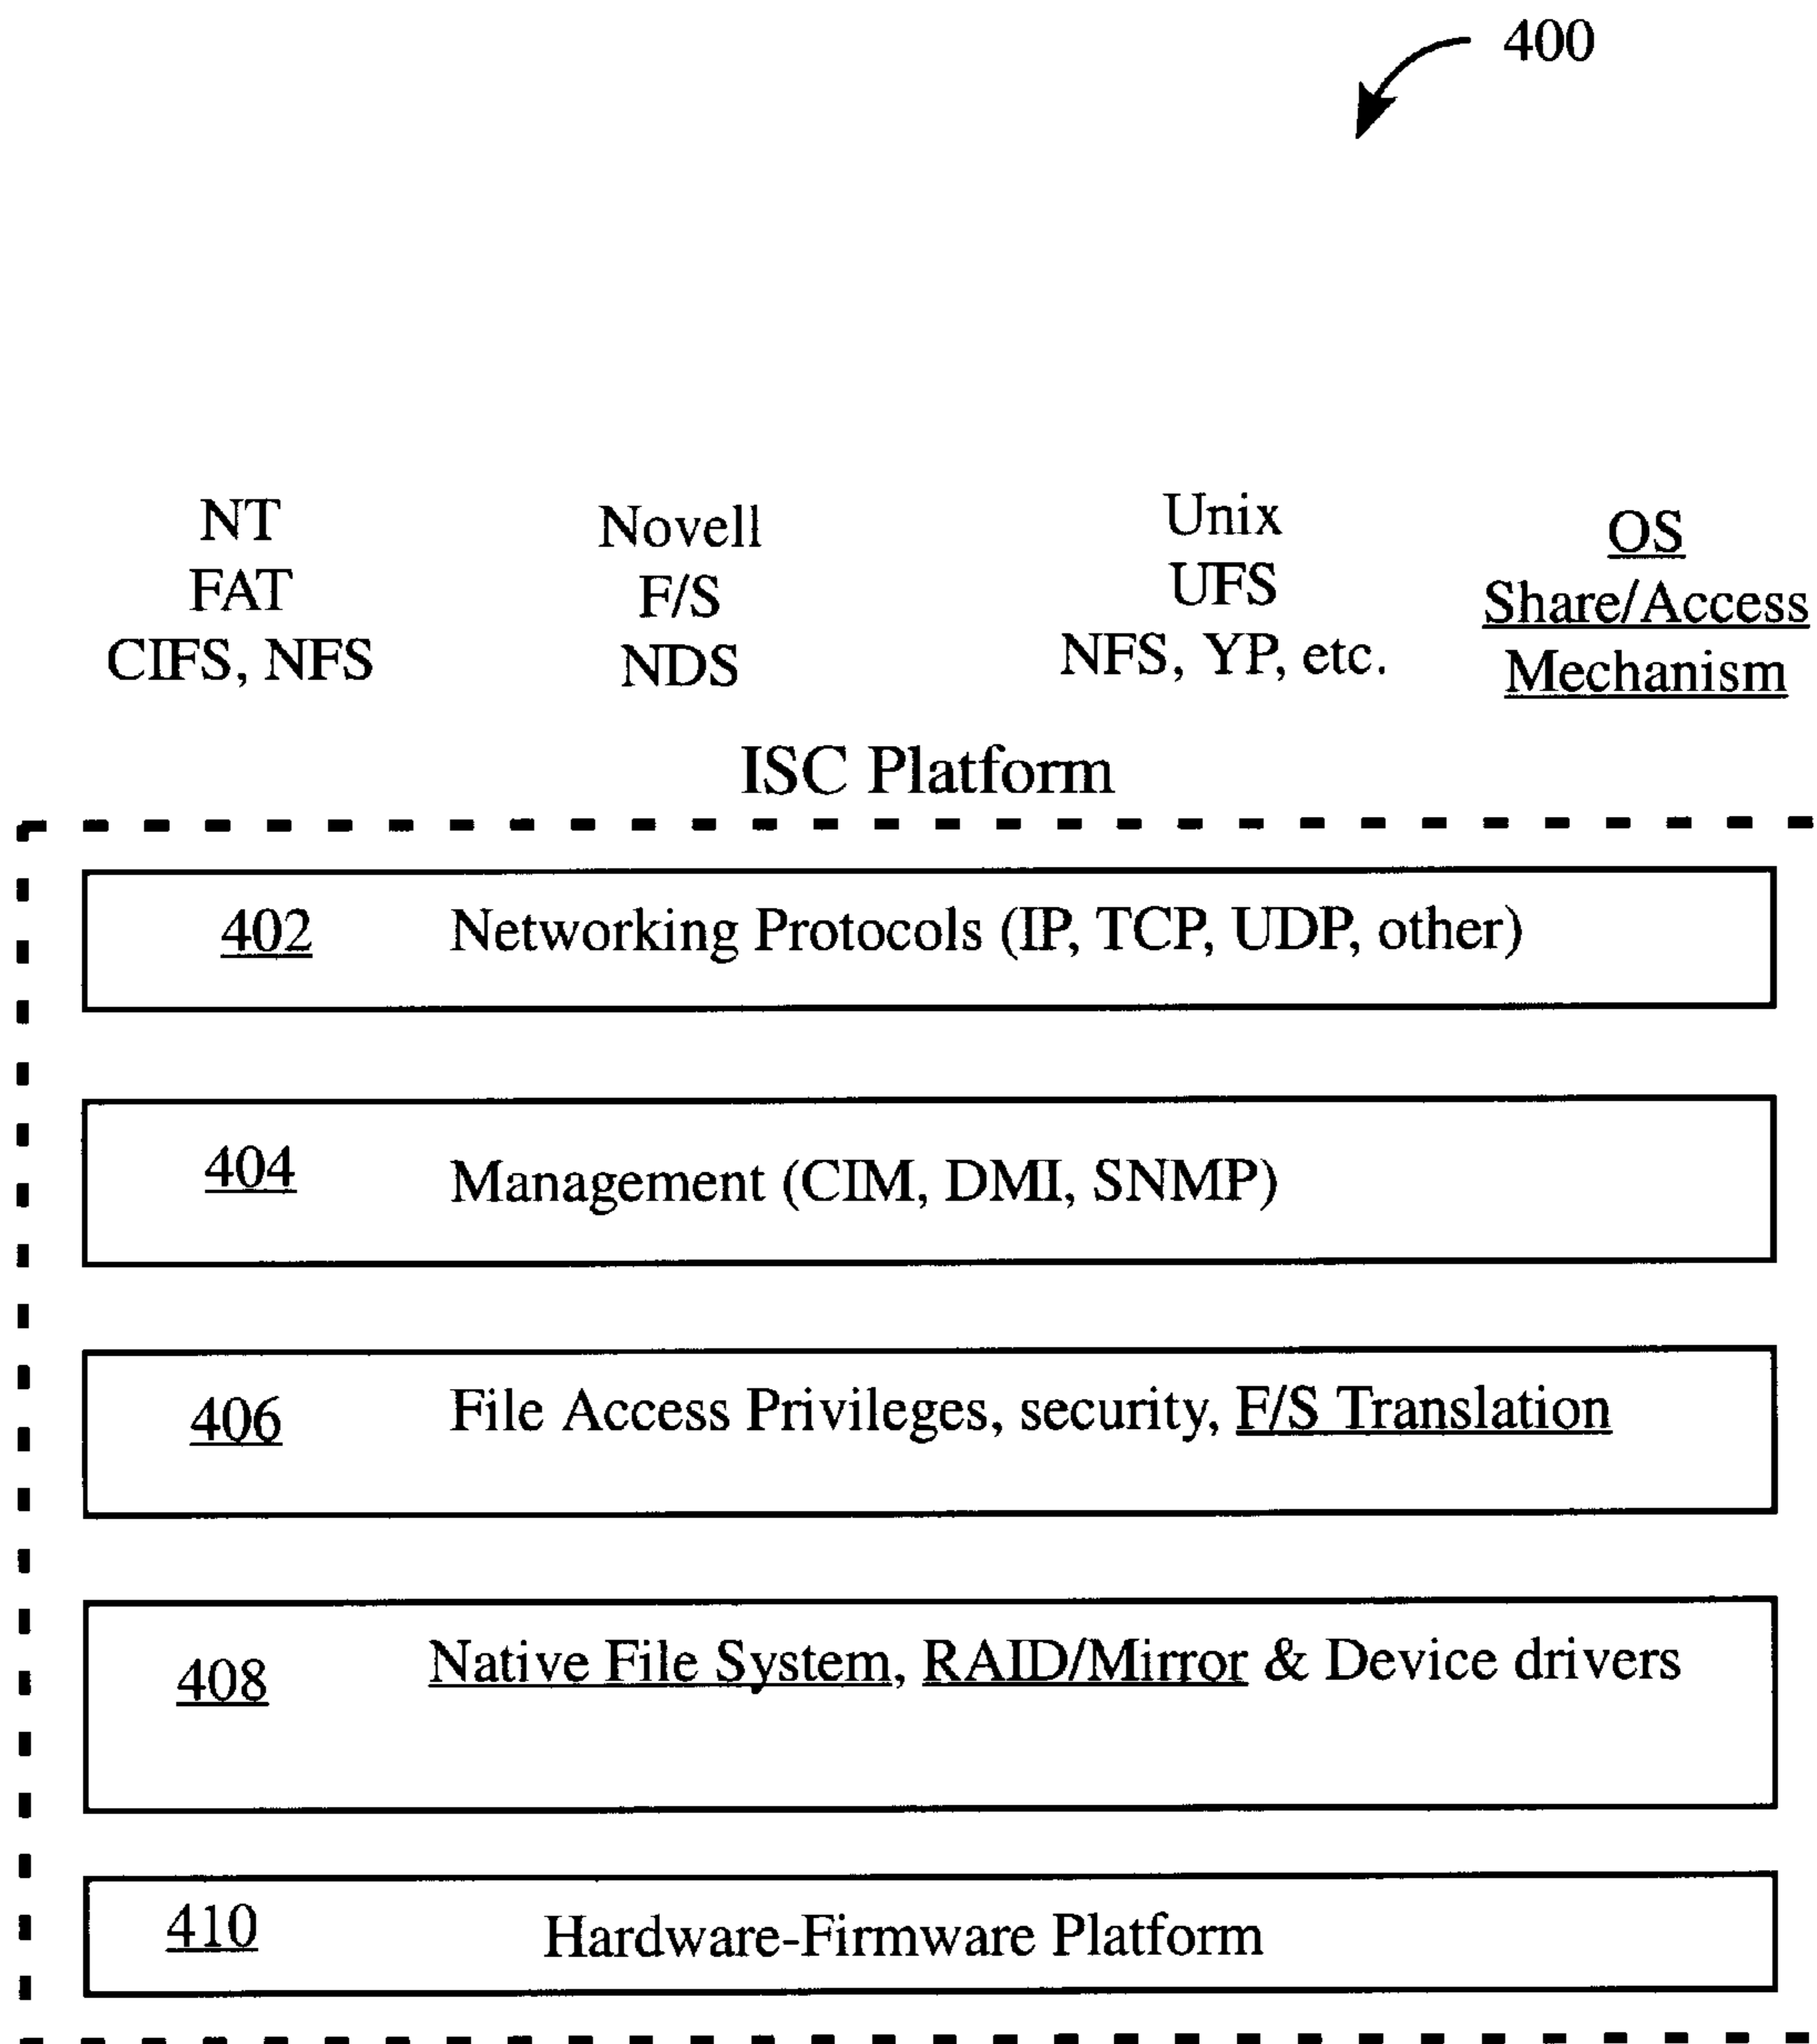 400
NT
FAT
CIFS, NFS
Novell
F/S
NDS
Unix
UFS
NFS, YP, etc.
OS
Share/Access
Mechanism
ISC Platform
402 Networking Protocols (IP, TCP, UDP, other)
404 Management (CIM, DMI, SNMP)
406 File Access Privileges, security, F/S Translation
408 Native File System, RAID/Mirror & Device drivers
410 Hardware-Firmware Platform